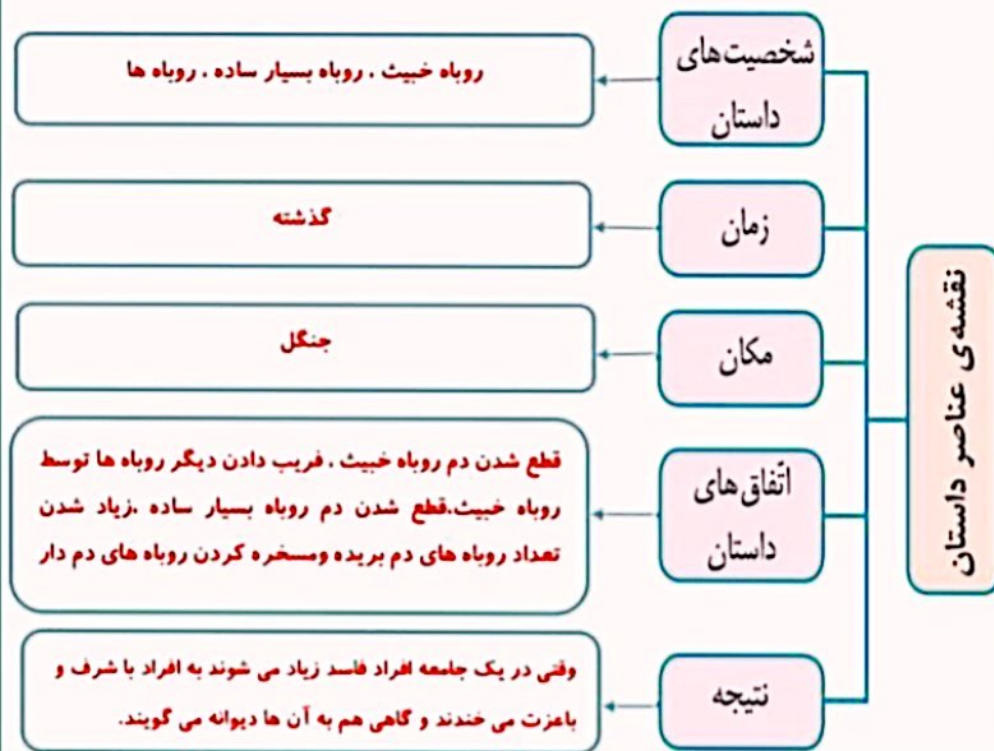 نقشه‌ی عناصر داستان
شخصیت‌های
داستان
روباه خبیث . روباه بسیار ساده . روباه ها
زمان
گذشته
مکان
جنگل
اتّفاق‌های
داستان
قطع شدن دم روباه خبیث . فریب دادن دیگر روباه ها توسط
روباه خبیث.قطع شدن دم روباه بسیار ساده .زیاد شدن
تعداد روباه های دم بریده ومسخره کردن روباه های دم دار
نتیجه
وقتی در یک جامعه افراد فاسد زیاد می شوند به افراد با شرف و
باعزت می خندند و گاهی هم به آن ها دیوانه می گویند.